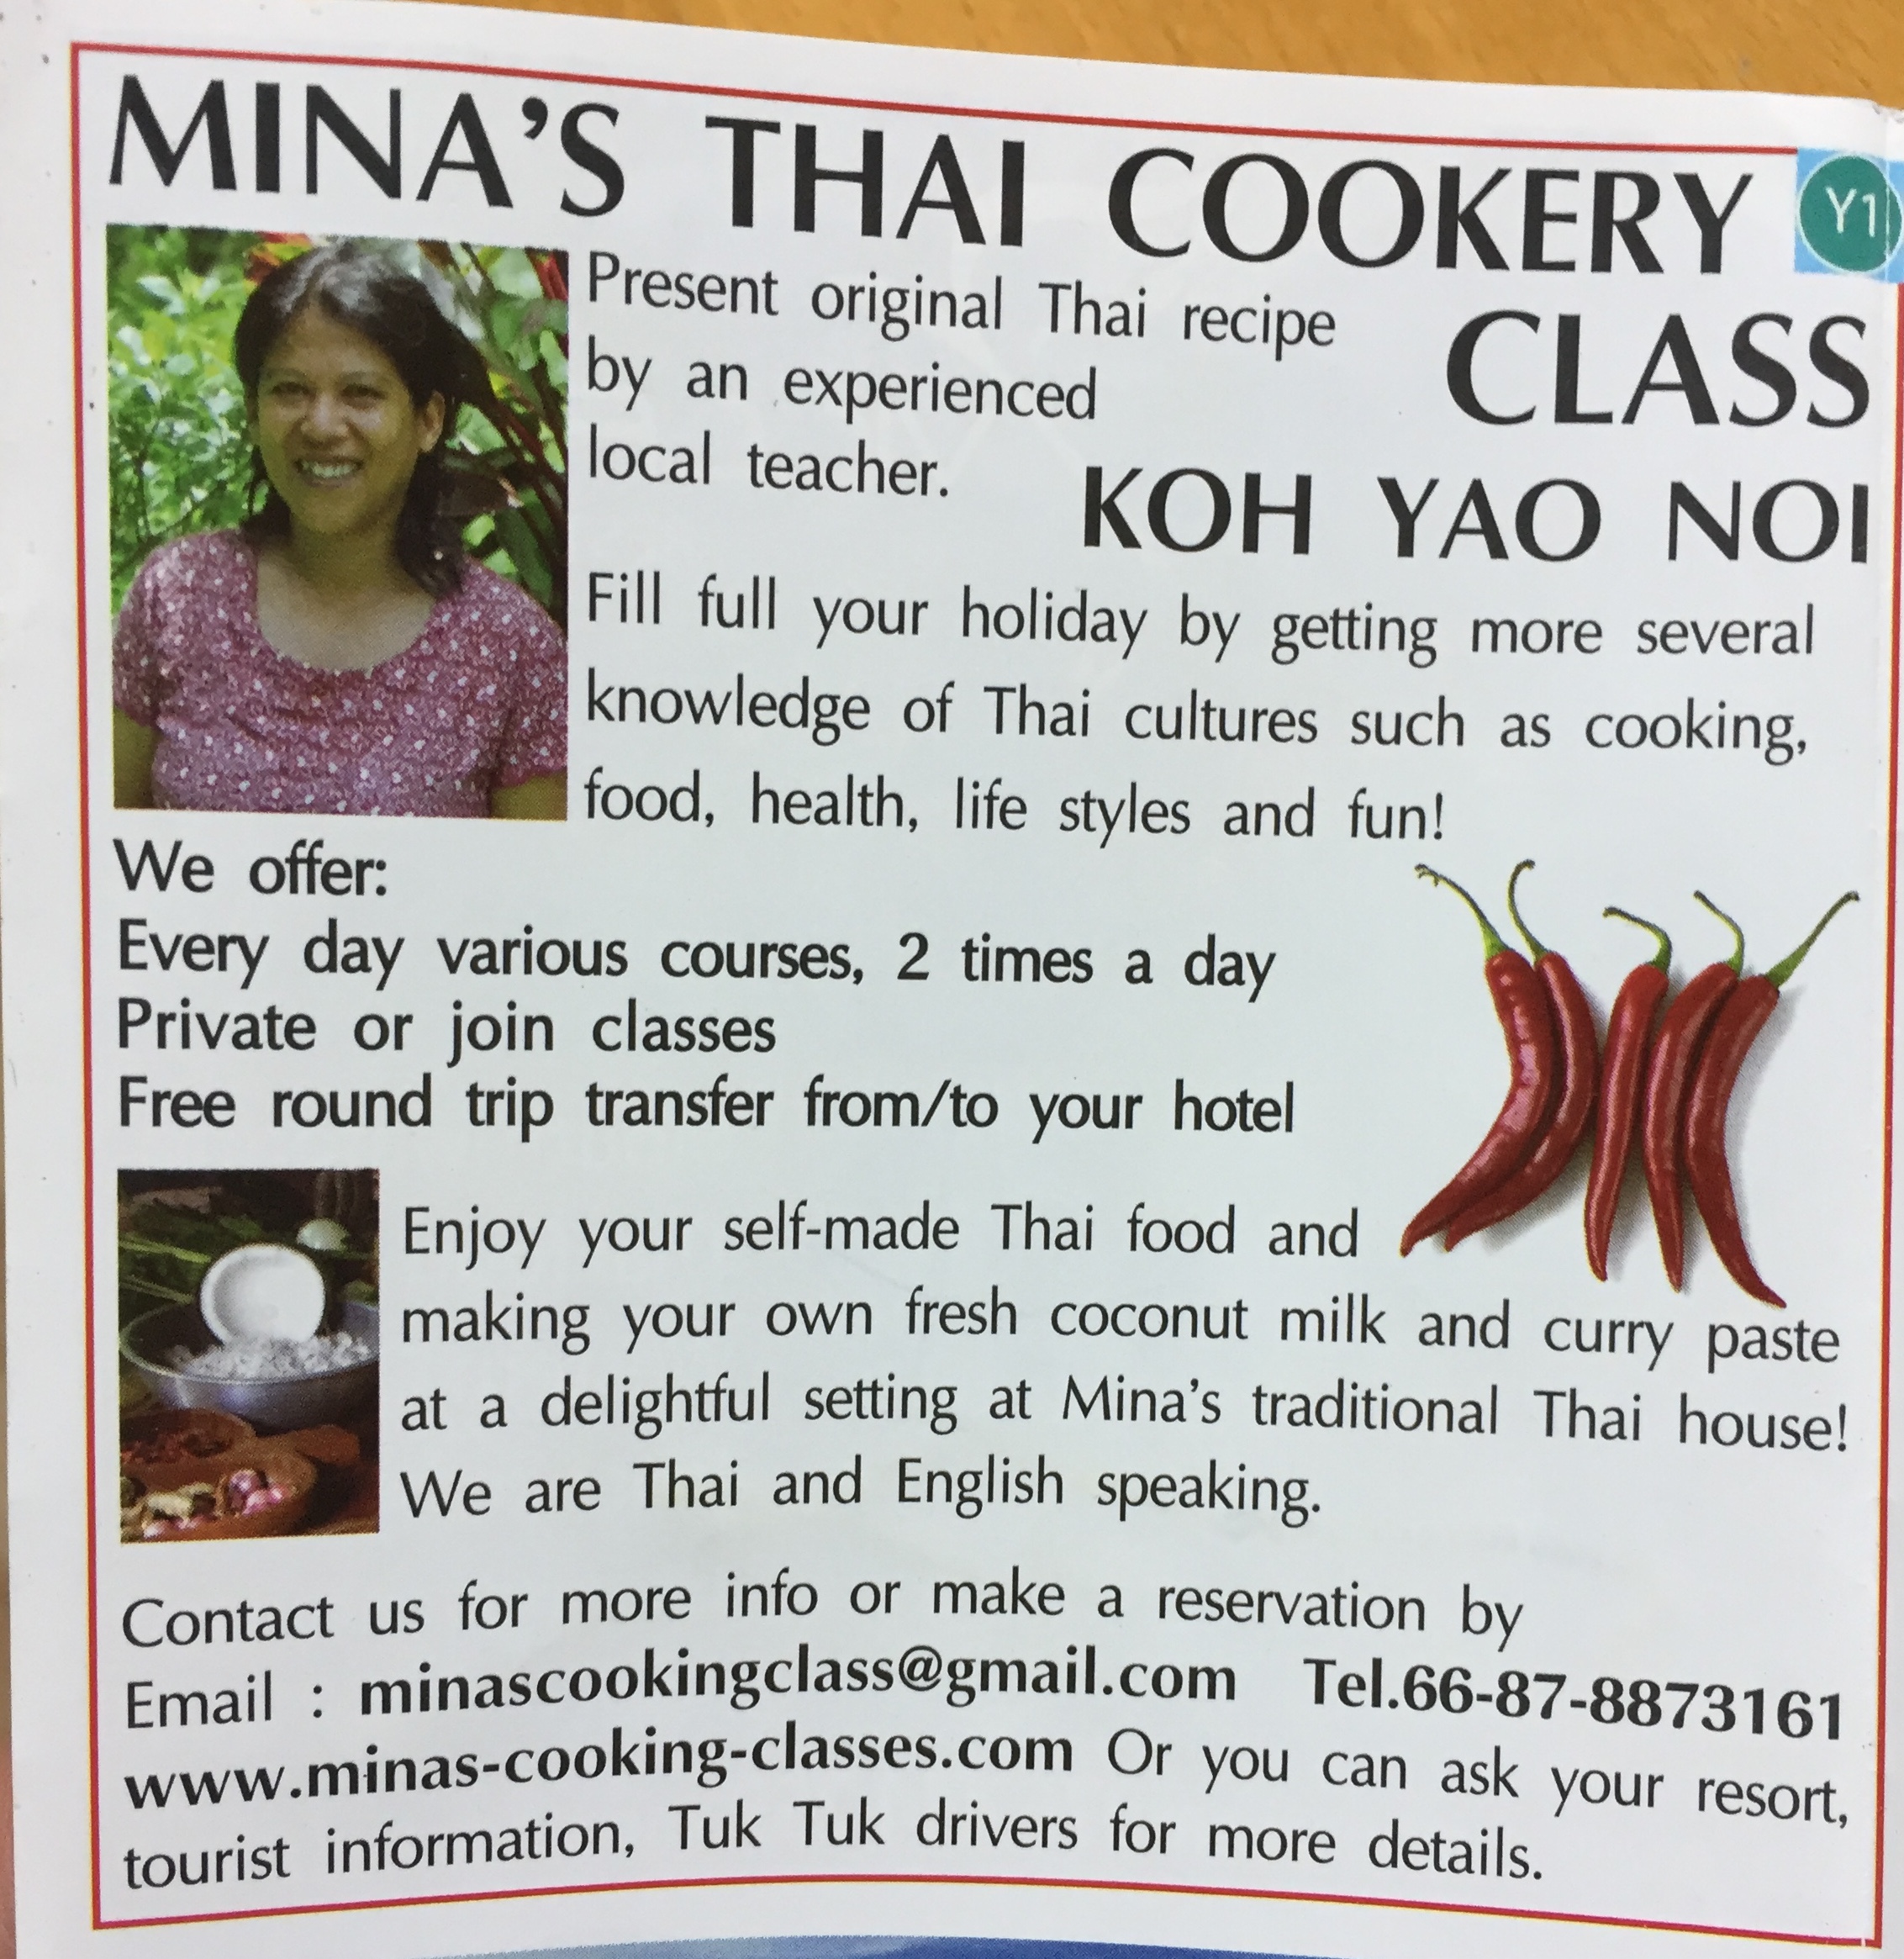 MINA'S THAI COOKERY
Y1
CLASS
KOH YAO NOI
Present original Thai recipe
by an experienced
local teacher.
Fill full your holiday by getting more several
knowledge of Thai cultures such as cooking,
food, health, life styles and fun!
We offer:
Every day various courses, 2 times a day
Private or join classes
Free round trip transfer from/to your hotel
Enjoy your self-made Thai food and
making your own fresh coconut milk and curry paste
at a delightful setting at Mina's traditional Thai house!
We are Thai and English speaking.
Contact us for more info or make a reservation by
Email : minascookingclass@gmail.com Tel.66-87-8873161
www.minas-cooking-classes.com Or you can ask your resort,
tourist information, Tuk Tuk drivers for more details.